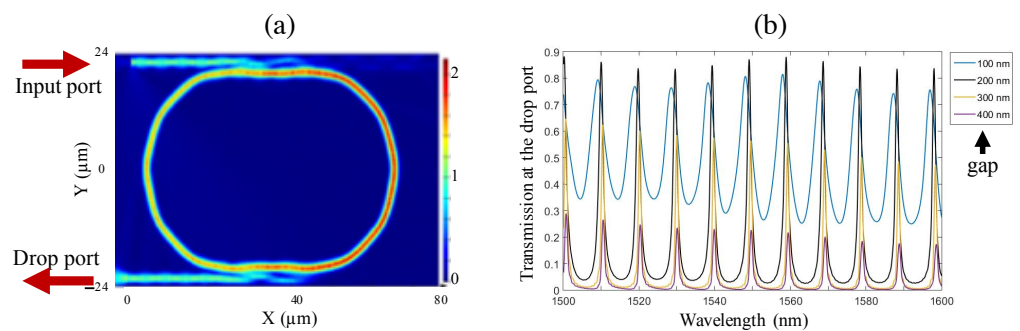 (a)
(b)
Input port
Drop port
24
0
−24
Y (µm)
0
40
80
X (µm)
2
1
0
Transmission at the drop port
0.9
0.8
0.7
0.6
0.5
0.4
0.3
0.2
0.1
0
1500
1520
1540
1560
1580
1600
Wavelength (nm)
100 nm
200 nm
300 nm
400 nm
gap